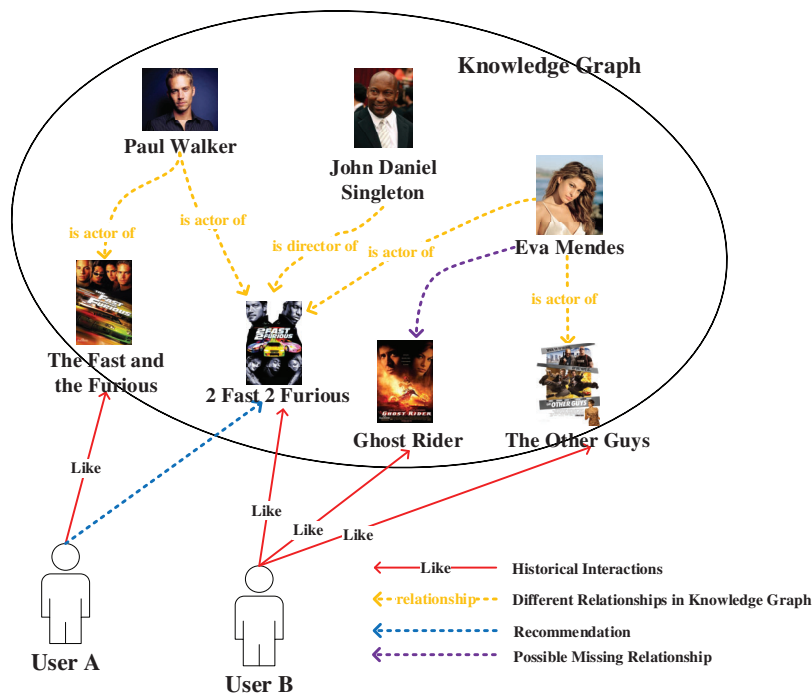 Knowledge Graph
Paul Walker
John Daniel
Singleton
Eva Mendes
is actor of
is actor of
is director of
is actor of
is actor of
The Fast and
the Furious
2 Fast 2 Furious
Ghost Rider
The Other Guys
GHOST RIDER
Like
Like
Like
Like
User A
User B
Like
Historical Interactions
relationship
Different Relationships in Knowledge Graph
Recommendation
Possible Missing Relationship